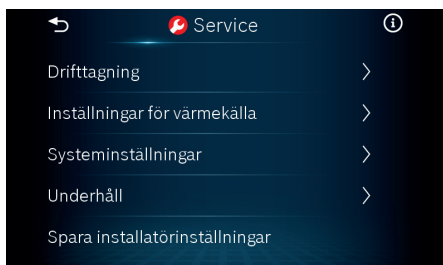 Service
Drifttagning
Inställningar för värmekälla
Systeminställningar
Underhåll
Spara installatörinställningar